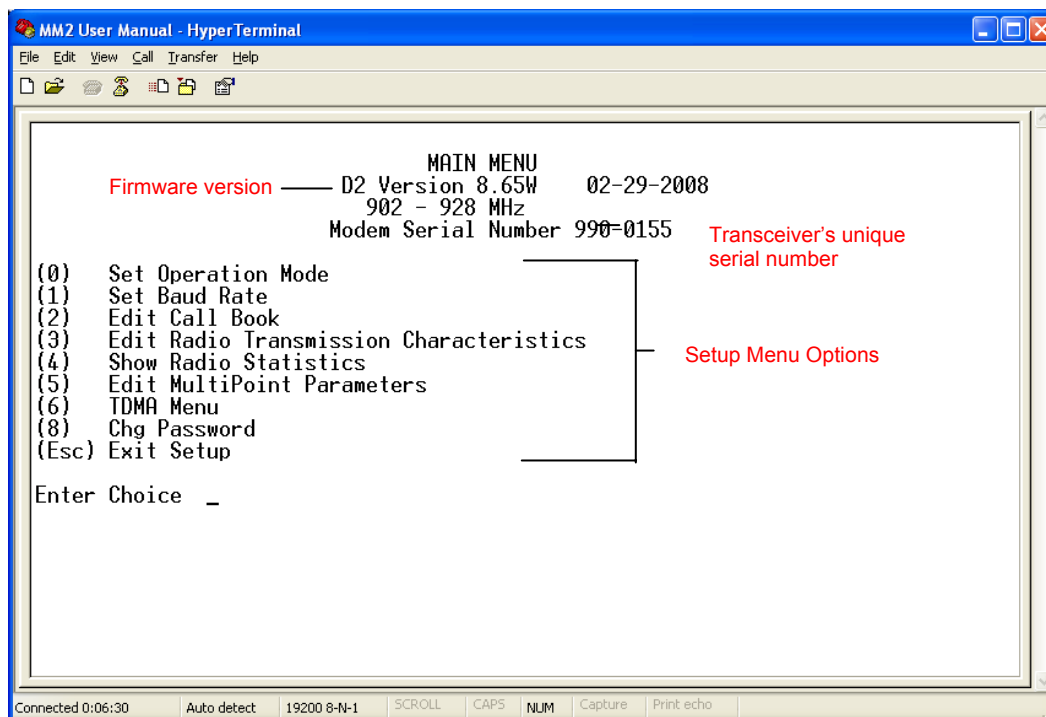 MM2 User Manual - HyperTerminal
File Edit View Call Transfer Help
MAIN MENU
Firmware version D2 Version 8.65W 02-29-2008
902 - 928 MHz
Modem Serial Number 990-0155
Transceiver's unique
serial number
(0) Set Operation Mode
(1) Set Baud Rate
(2) Edit Call Book
(3) Edit Radio Transmission Characteristics
(4) Show Radio Statistics
Setup Menu Options
(5) Edit MultiPoint Parameters
(6) TDMA Menu
(8) Chg Password
(Esc) Exit Setup
Enter Choice _
Connected 0:06:30 Auto detect 19200 8-N-1 SCROLL CAPS NUM Capture Print echo